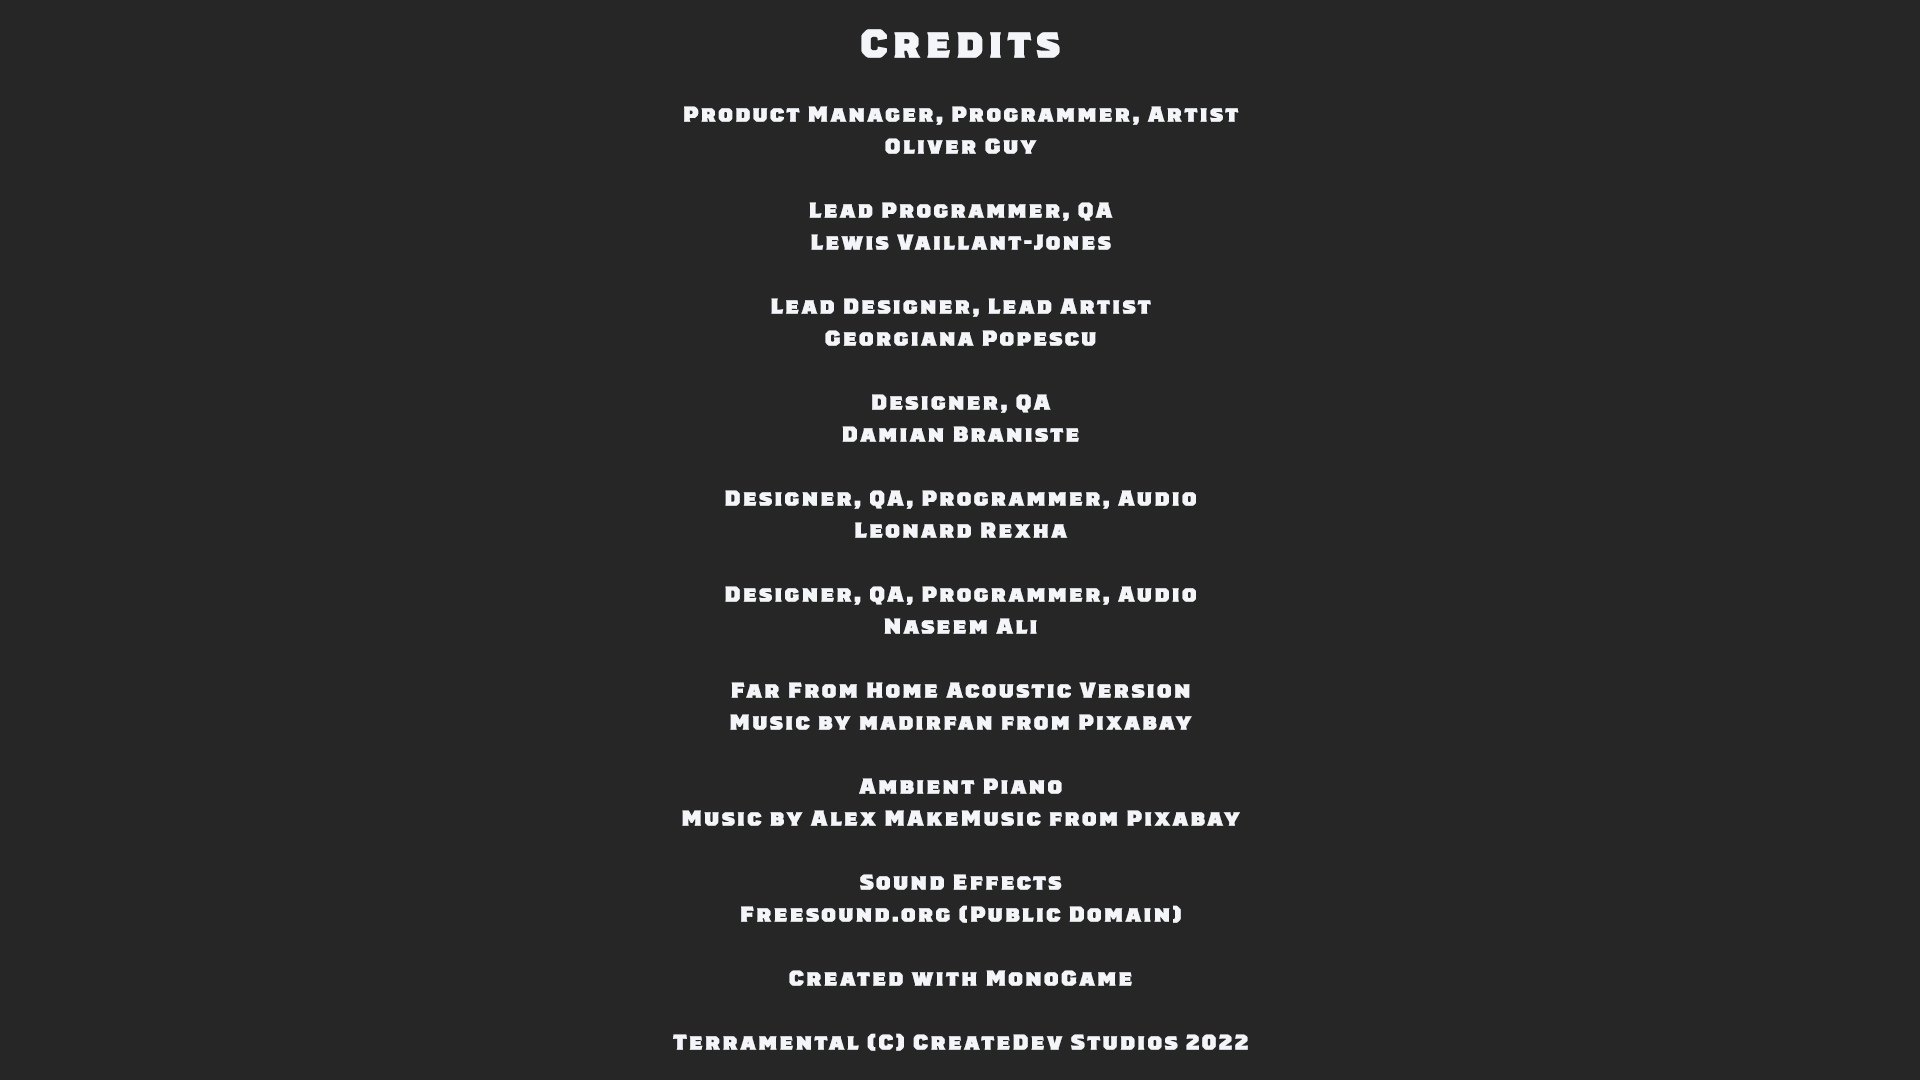 Credits
Product Manager, Programmer, Artist
Oliver Guy
Lead Programmer, QA
Lewis Vaillant-Jones
Lead Designer, Lead Artist
Georgiana Popescu
Designer, QA
Damian Braniste
Designer, QA, Programmer, Audio
Leonard Rexha
Designer, QA, Programmer, Audio
Naseem Ali
Far From Home Acoustic Version
Music by madirfan from Pixabay
Ambient Piano
Music by Alex MAkeMusic from Pixabay
Sound Effects
Freesound.org (Public Domain)
Created with MonoGame
Terramental (C) CreateDev Studios 2022